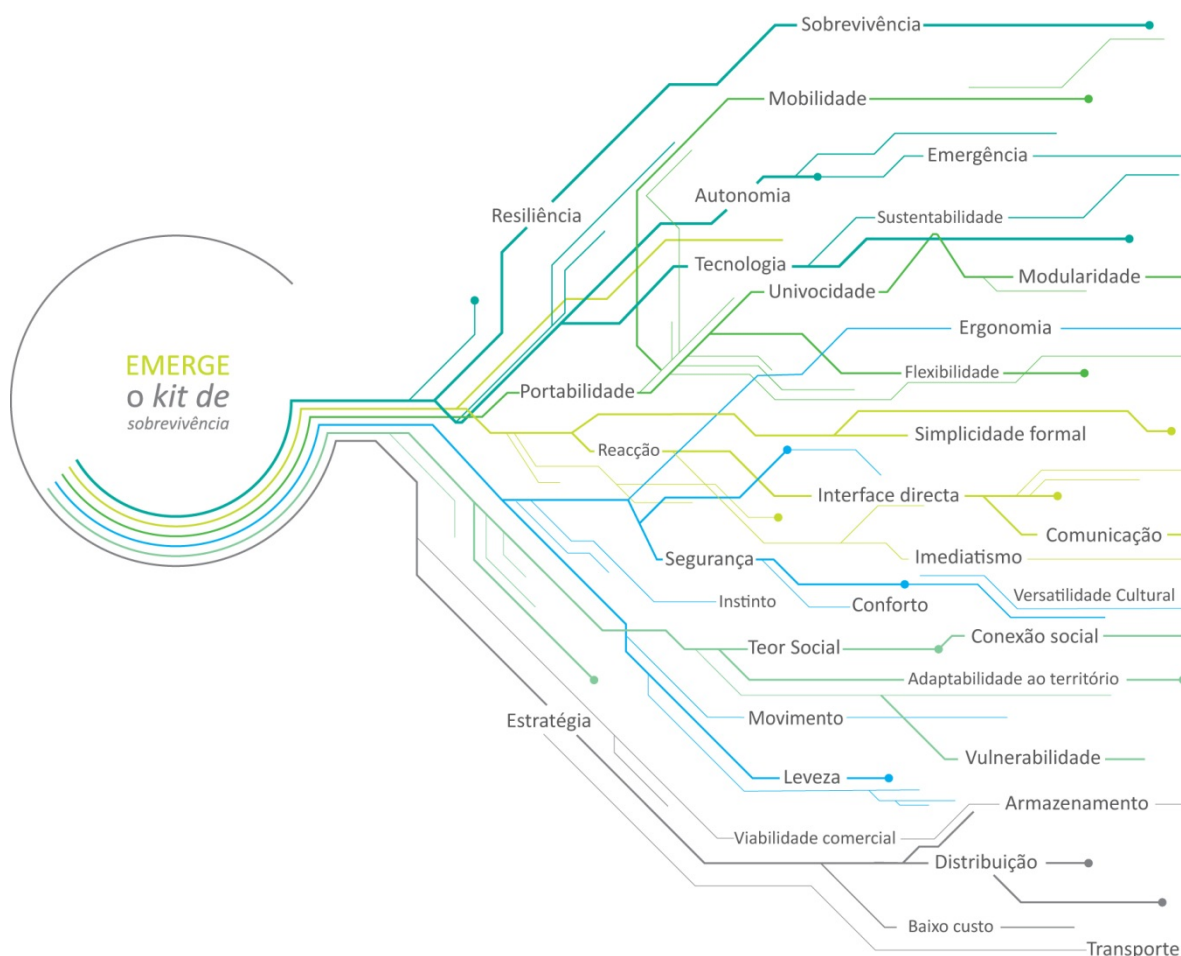 Sobrevivência
Mobilidade
Emergência
Autonomia
Resiliência
Sustentabilidade
Tecnologia
Modularidade
Univocidade
Ergonomia
EMERGE
o kit de
sobrevivência
Flexibilidade
Portabilidade
Simplicidade formal
Reacção
Interface directa
Comunicação
Segurança
Imediatismo
Versatilidade Cultural
Instinto
Conforto
Conexão social
Teor Social
Adaptabilidade ao território
Estratégia
Movimento
Vulnerabilidade
Leveza
Armazenamento
Viabilidade comercial
Distribuição
Baixo custo
Transporte